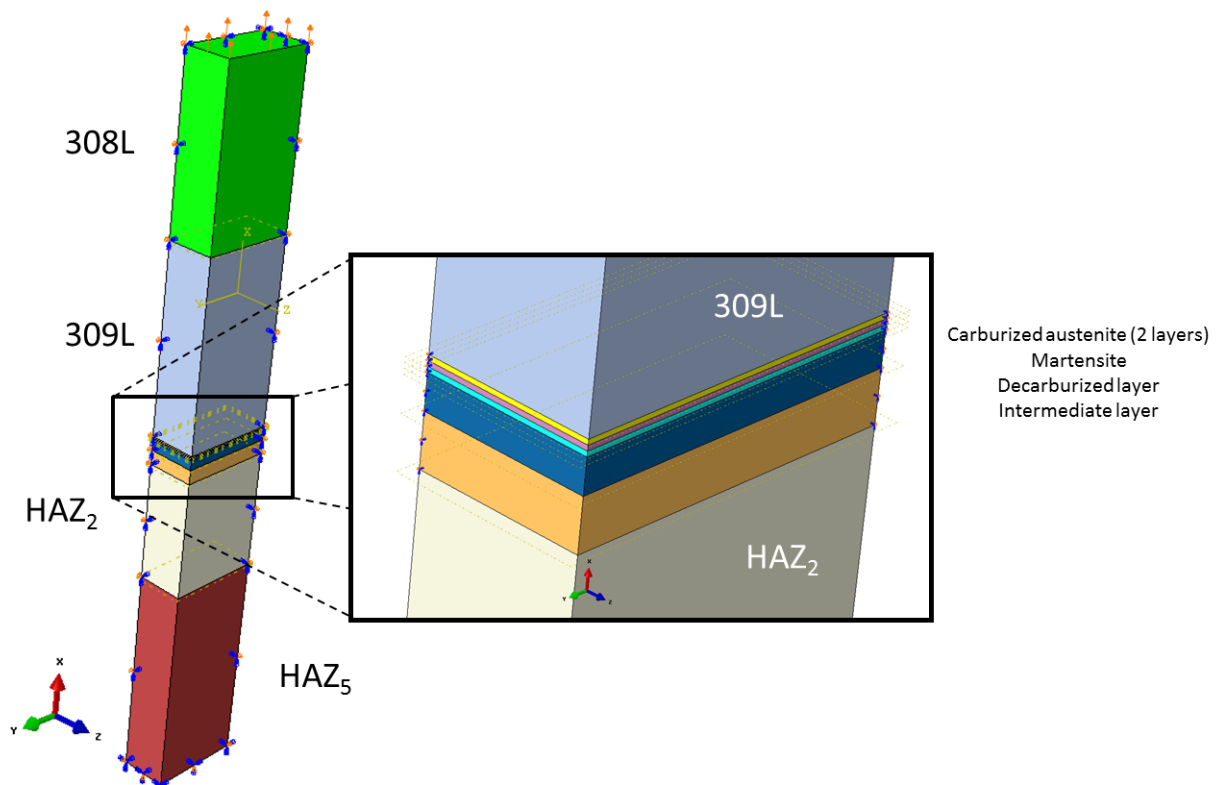 308L
X
Y
Z
309L
HAZ2
HAZ5
X
Y
Z
309L
HAZ2
X
Y
Z
Carburized austenite (2 layers)
Martensite
Decarburized layer
Intermediate layer